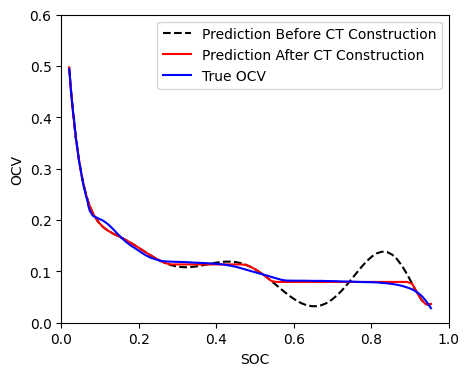 Prediction Before CT Construction
Prediction After CT Construction
True OCV
0.6
0.5
0.4
0.3
0.2
0.1
0.0
OCV
0.0 0.2 0.4 0.6 0.8 1.0
SOC